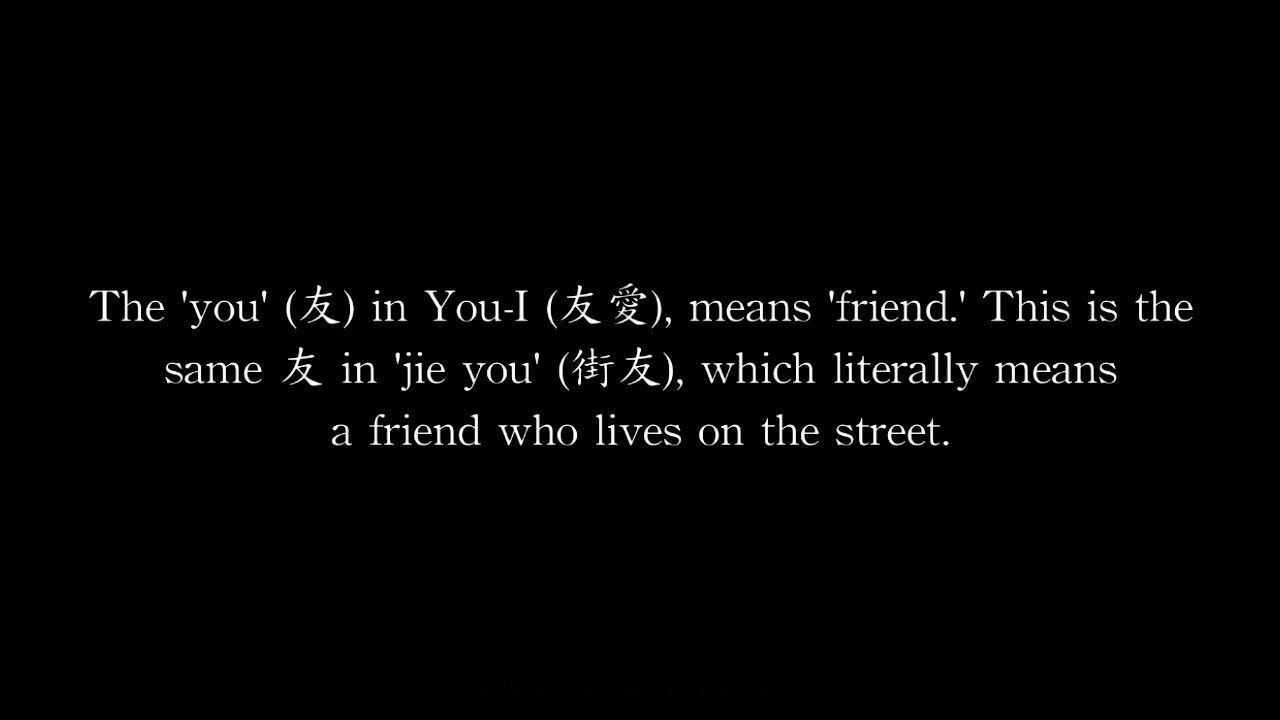 The 'you' (友) in You-I (友愛), means 'friend.' This is the
same 友 in 'jie you' (街友), which literally means
a friend who lives on the street.